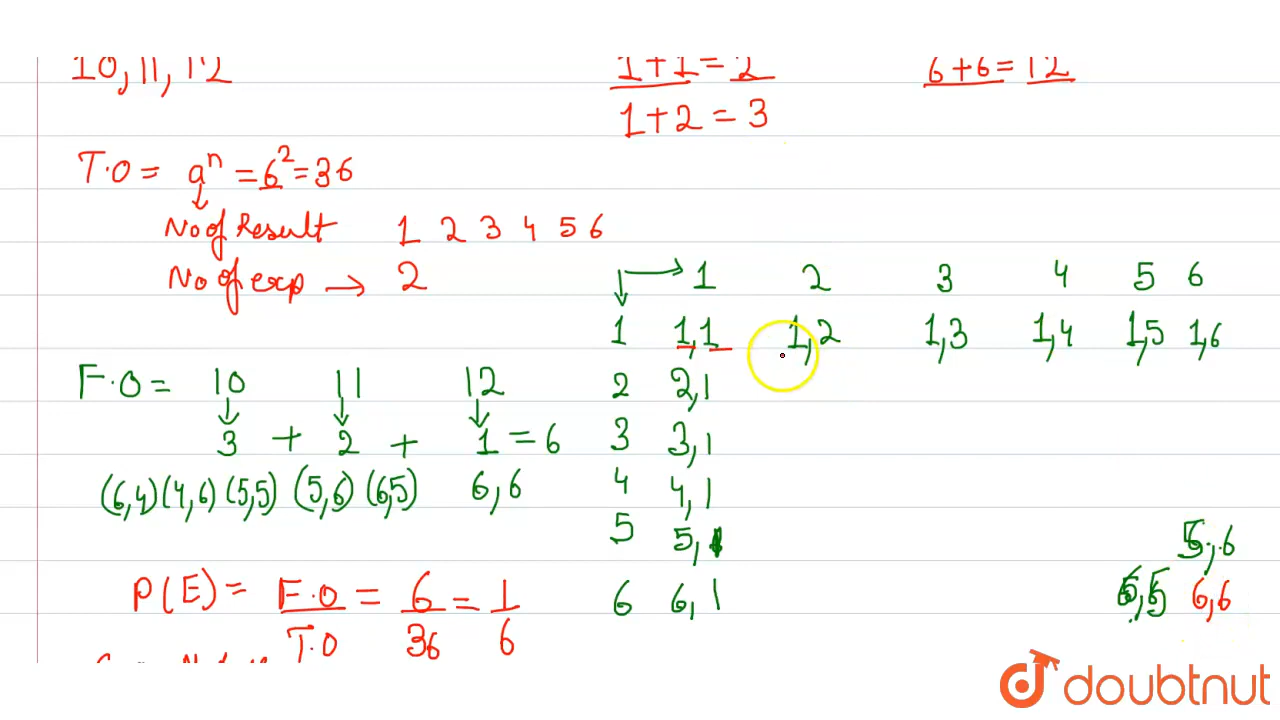 10, 11, 12
1+1 = 2
6+6 = 12
1+2 = 3
T.O = aⁿ = 6² = 36
No of Result 1 2 3 4 5 6
No of exp → 2
1 2 3 4 5 6
1 1,1 1,2 1,3 1,4 1,5 1,6
F.O = 10 11 12
2 2,1
3 + 2 + 1 = 6
3 3,1
(6,4) (4,6) (5,5) (5,6) (6,5) 6,6
4 4,1
5 5,1 5,6
P(E) = F.O/T.O = 6/36 = 1/6
6 6,1 6,6
doubtnut